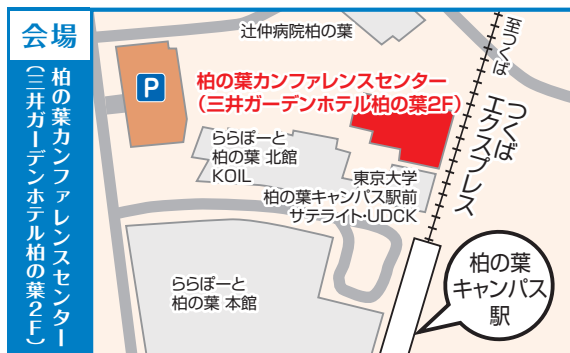 会場
柏の葉カンファレンスセンター
（三井ガーデンホテル柏の葉2F）
辻仲病院柏の葉
至つくば
P
柏の葉カンファレンスセンター
（三井ガーデンホテル柏の葉2F）
つくば
エクスプレス
ららぽーと
柏の葉 北館
KOIL
東京大学
柏の葉キャンパス駅前
サテライト・UDCK
ららぽーと
柏の葉 本館
柏の葉
キャンパス
駅